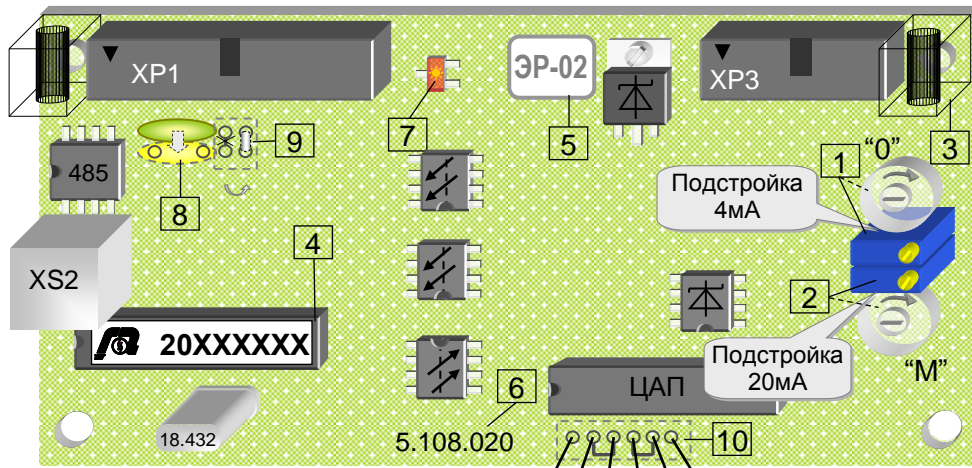 XP1
ЭР-02
XP3
7
5
3
9
1
"0"
485
8
Подстройка
4мА
XS2
4
2
20XXXXXX
Подстройка
20мА
"М"
ЦАП
6
18.432
5.108.020
10